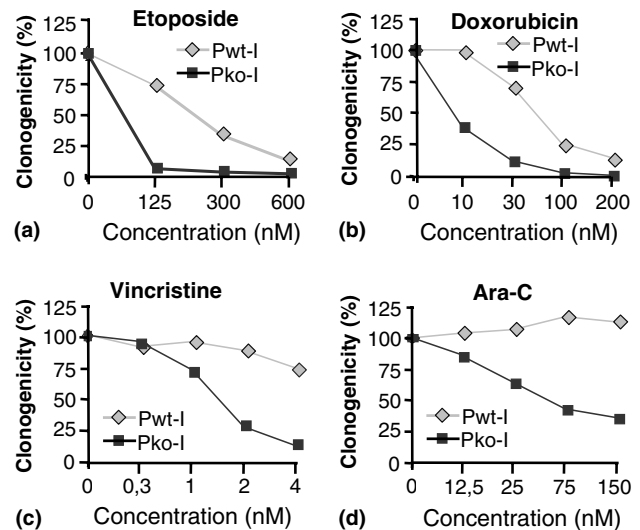 Etoposide
Clonogenicity (%)
125
100
75
50
25
0
Pwt-I
Pko-I
0 125 300 600
Concentration (nM)
(a)
Doxorubicin
Clonogenicity (%)
125
100
75
50
25
0
Pwt-I
Pko-I
0 10 30 100 200
Concentration (nM)
(b)
Vincristine
Clonogenicity (%)
125
100
75
50
25
0
Pwt-I
Pko-I
0 0,3 1 2 4
Concentration (nM)
(c)
Ara-C
Clonogenicity (%)
125
100
75
50
25
0
Pwt-I
Pko-I
0 12,5 25 75 150
Concentration (nM)
(d)